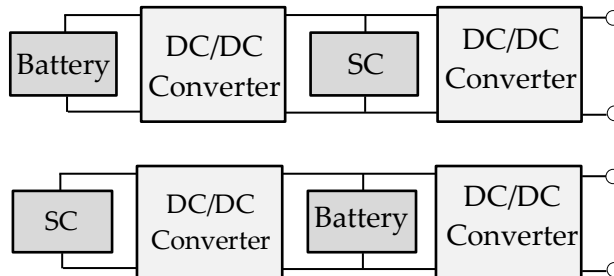 Battery
DC/DC
Converter
SC
DC/DC
Converter
SC
DC/DC
Converter
Battery
DC/DC
Converter